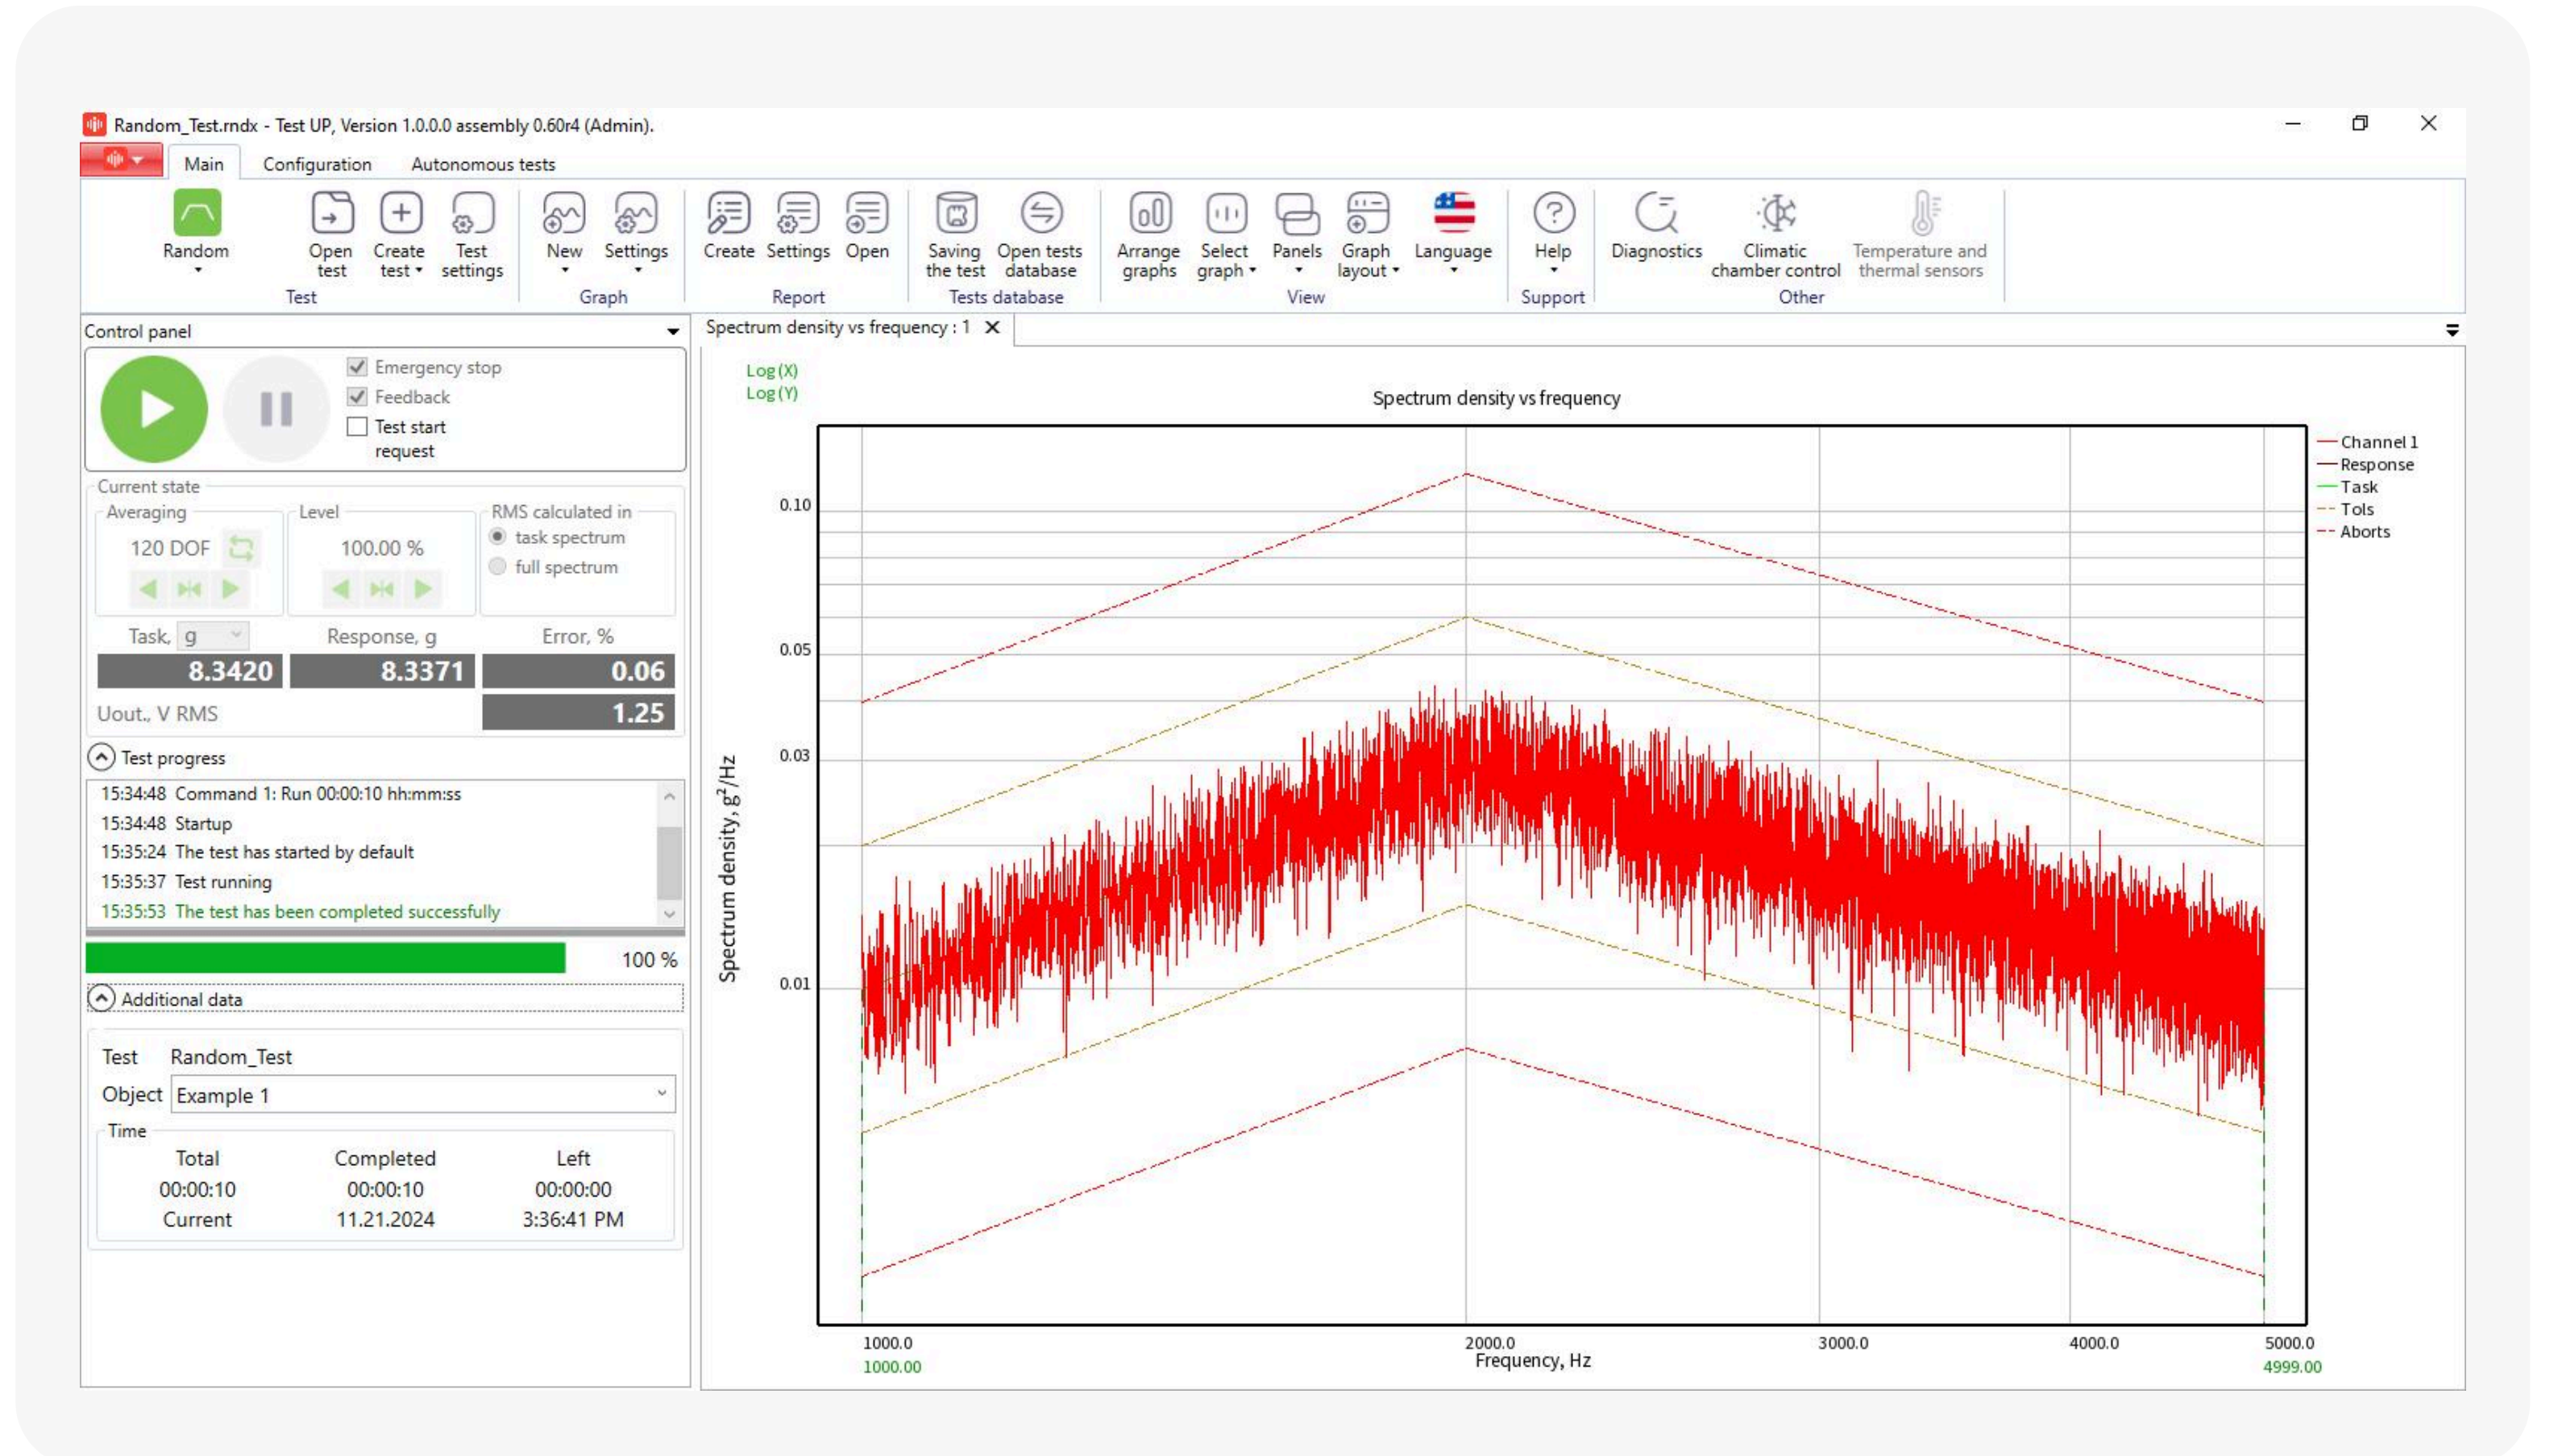 Random_Test.rndx - Test UP, Version 1.0.0.0 assembly 0.60r4 (Admin).
Main Configuration Autonomous tests
Random
Open test
Create test
Test settings
Test
New
Settings
Graph
Create
Settings
Open
Report
Saving the test
Open tests database
Tests database
Arrange graphs
Select graph
Panels
Graph layout
Language
View
Help
Support
Diagnostics
Climatic chamber control
Temperature and thermal sensors
Other
Control panel
Emergency stop
Feedback
Test start
request
Current state
Averaging
Level
RMS calculated in
120 DOF
100.00 %
task spectrum
full spectrum
Task, g
Response, g
Error, %
8.3420
8.3371
0.06
Uout., V RMS
1.25
Test progress
15:34:48 Command 1: Run 00:00:10 hh:mm:ss
15:34:48 Startup
15:35:24 The test has started by default
15:35:37 Test running
15:35:53 The test has been completed successfully
100 %
Additional data
Test Random_Test
Object Example 1
Time
Total Completed Left
00:00:10 00:00:10 00:00:00
Current 11.21.2024 3:36:41 PM
Spectrum density vs frequency : 1
Log(X)
Log(Y)
Spectrum density vs frequency
Channel 1
Response
Task
Tols
Aborts
Spectrum density, g²/Hz
0.10
0.05
0.03
0.01
1000.0 2000.0 3000.0 4000.0 5000.0
Frequency, Hz
1000.00 4999.00